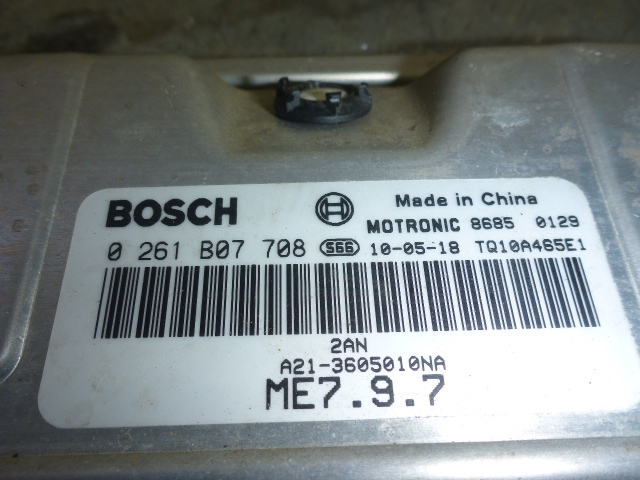 BOSCH Made in China
MOTRONIC 8685 0129
0 261 B07 708 S66 10-05-18 TQ10A465E1
2AN
A21-3605010NA
ME7.9.7